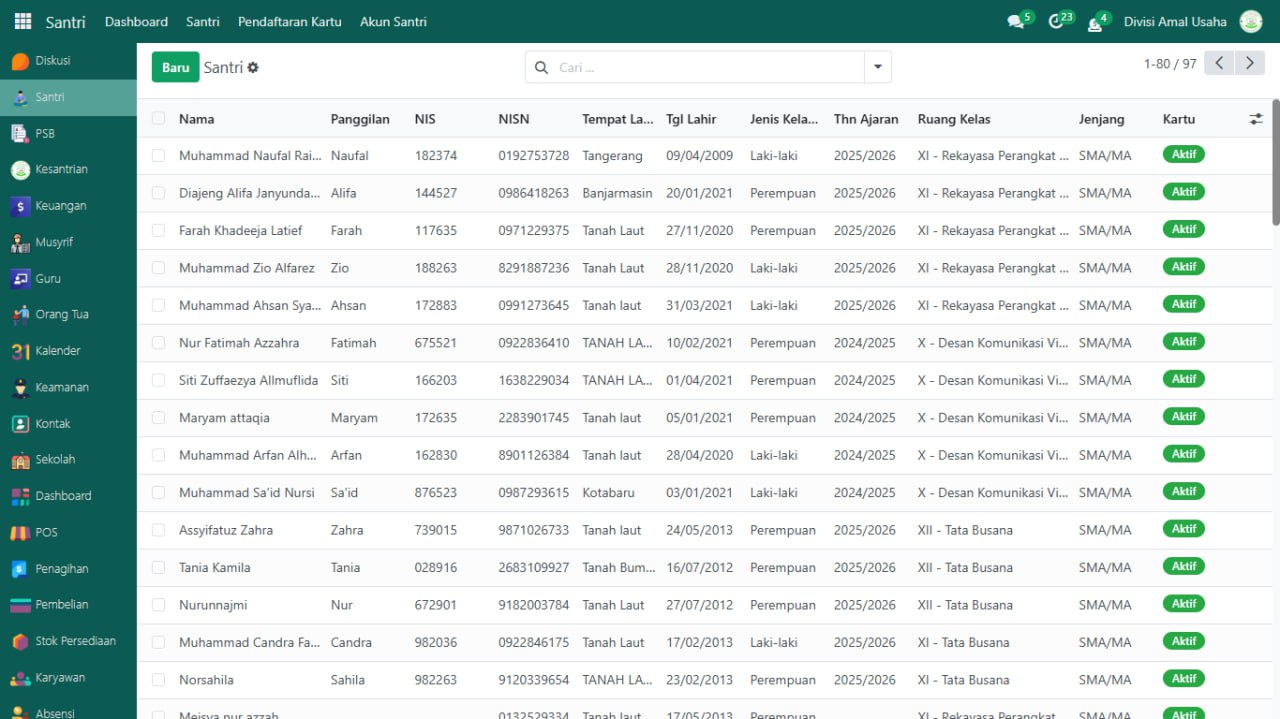 Santri Dashboard Santri Pendaftaran Kartu Akun Santri 5 23 4 Divisi Amal Usaha
Diskusi
Santri
PSB
Kesantrian
Keuangan
Musyrif
Guru
Orang Tua
31 Kalender
Keamanan
Kontak
Sekolah
Dashboard
POS
Penagihan
Pembelian
Stok Persediaan
Karyawan
Absensi
Baru Santri Cari ... 1-80 / 97
Nama Panggilan NIS NISN Tempat La... Tgl Lahir Jenis Kela... Thn Ajaran Ruang Kelas Jenjang Kartu
Muhammad Naufal Rai... Naufal 182374 0192753728 Tangerang 09/04/2009 Laki-laki 2025/2026 XI - Rekayasa Perangkat ... SMA/MA Aktif
Diajeng Alifa Janyunda... Alifa 144527 0986418263 Banjarmasin 20/01/2021 Perempuan 2025/2026 XI - Rekayasa Perangkat ... SMA/MA Aktif
Farah Khadeeja Latief Farah 117635 0971229375 Tanah Laut 27/11/2020 Perempuan 2025/2026 XI - Rekayasa Perangkat ... SMA/MA Aktif
Muhammad Zio Alfarez Zio 188263 8291887236 Tanah Laut 28/11/2020 Laki-laki 2025/2026 XI - Rekayasa Perangkat ... SMA/MA Aktif
Muhammad Ahsan Sya... Ahsan 172883 0991273645 Tanah laut 31/03/2021 Laki-laki 2025/2026 XI - Rekayasa Perangkat ... SMA/MA Aktif
Nur Fatimah Azzahra Fatimah 675521 0922836410 TANAH LA... 10/02/2021 Perempuan 2024/2025 X - Desan Komunikasi Vi... SMA/MA Aktif
Siti Zuffaezya Allmuflida Siti 166203 1638229034 TANAH LA... 01/04/2021 Perempuan 2024/2025 X - Desan Komunikasi Vi... SMA/MA Aktif
Maryam attaqia Maryam 172635 2283901745 Tanah laut 05/01/2021 Perempuan 2024/2025 X - Desan Komunikasi Vi... SMA/MA Aktif
Muhammad Arfan Alh... Arfan 162830 8901126384 Tanah laut 28/04/2020 Laki-laki 2024/2025 X - Desan Komunikasi Vi... SMA/MA Aktif
Muhammad Sa'id Nursi Sa'id 876523 0987293615 Kotabaru 03/01/2021 Laki-laki 2024/2025 X - Desan Komunikasi Vi... SMA/MA Aktif
Assyifatuz Zahra Zahra 739015 9871026733 Tanah laut 24/05/2013 Perempuan 2025/2026 XII - Tata Busana SMA/MA Aktif
Tania Kamila Tania 028916 2683109927 Tanah Bum... 16/07/2012 Perempuan 2025/2026 XII - Tata Busana SMA/MA Aktif
Nurunnajmi Nur 672901 9182003784 Tanah Laut 27/07/2012 Perempuan 2025/2026 XII - Tata Busana SMA/MA Aktif
Muhammad Candra Fa... Candra 982036 0922846175 Tanah Laut 17/02/2013 Laki-laki 2025/2026 XI - Tata Busana SMA/MA Aktif
Norsahila Sahila 982263 9120339654 TANAH LA... 23/02/2013 Perempuan 2025/2026 XI - Tata Busana SMA/MA Aktif
Meisya nur azzah 0132529334 Tanah laut 17/05/2013 Perempuan 2025/2026 XI - Tata Busana SMA/MA Aktif